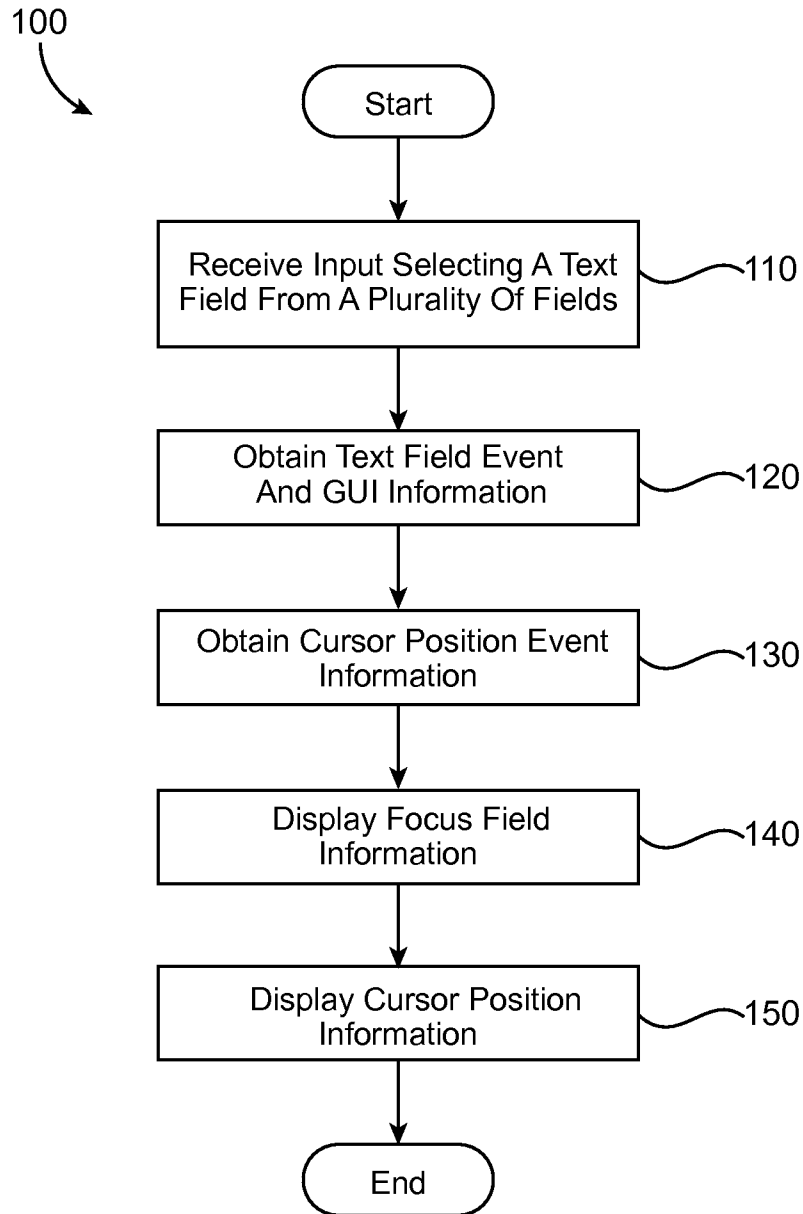 100
Start
Receive Input Selecting A Text
Field From A Plurality Of Fields
110
Obtain Text Field Event
And GUI Information
120
Obtain Cursor Position Event
Information
130
Display Focus Field
Information
140
Display Cursor Position
Information
150
End